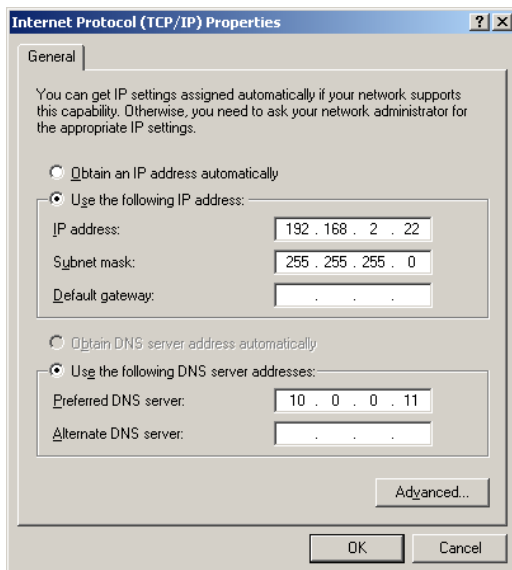 Internet Protocol (TCP/IP) Properties
General
You can get IP settings assigned automatically if your network supports
this capability. Otherwise, you need to ask your network administrator for
the appropriate IP settings.
Obtain an IP address automatically
Use the following IP address:
IP address: 192 . 168 . 2 . 22
Subnet mask: 255 . 255 . 255 . 0
Default gateway: . . .
Obtain DNS server address automatically
Use the following DNS server addresses:
Preferred DNS server: 10 . 0 . 0 . 11
Alternate DNS server: . . .
Advanced...
OK Cancel